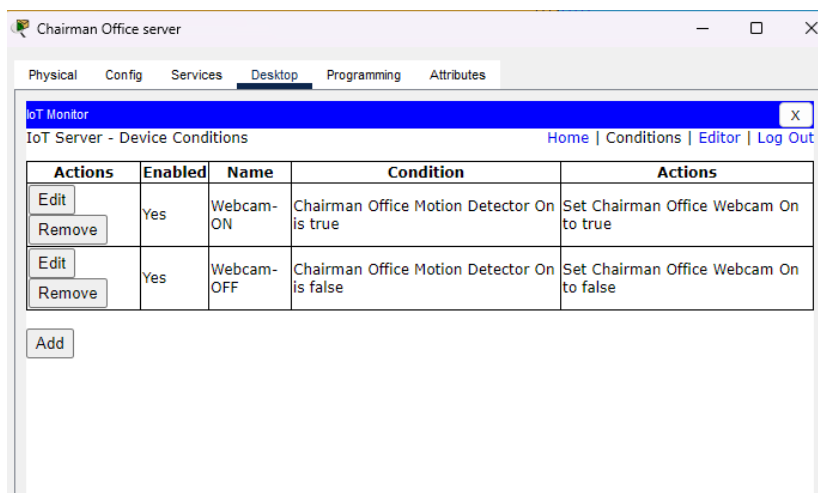 Chairman Office server
Physical Config Services Desktop Programming Attributes
IoT Monitor X
IoT Server - Device Conditions Home | Conditions | Editor | Log Out
Actions Enabled Name Condition Actions
Edit
Remove
Yes
Webcam-
ON
Chairman Office Motion Detector On
is true
Set Chairman Office Webcam On
to true
Edit
Remove
Yes
Webcam-
OFF
Chairman Office Motion Detector On
is false
Set Chairman Office Webcam On
to false
Add